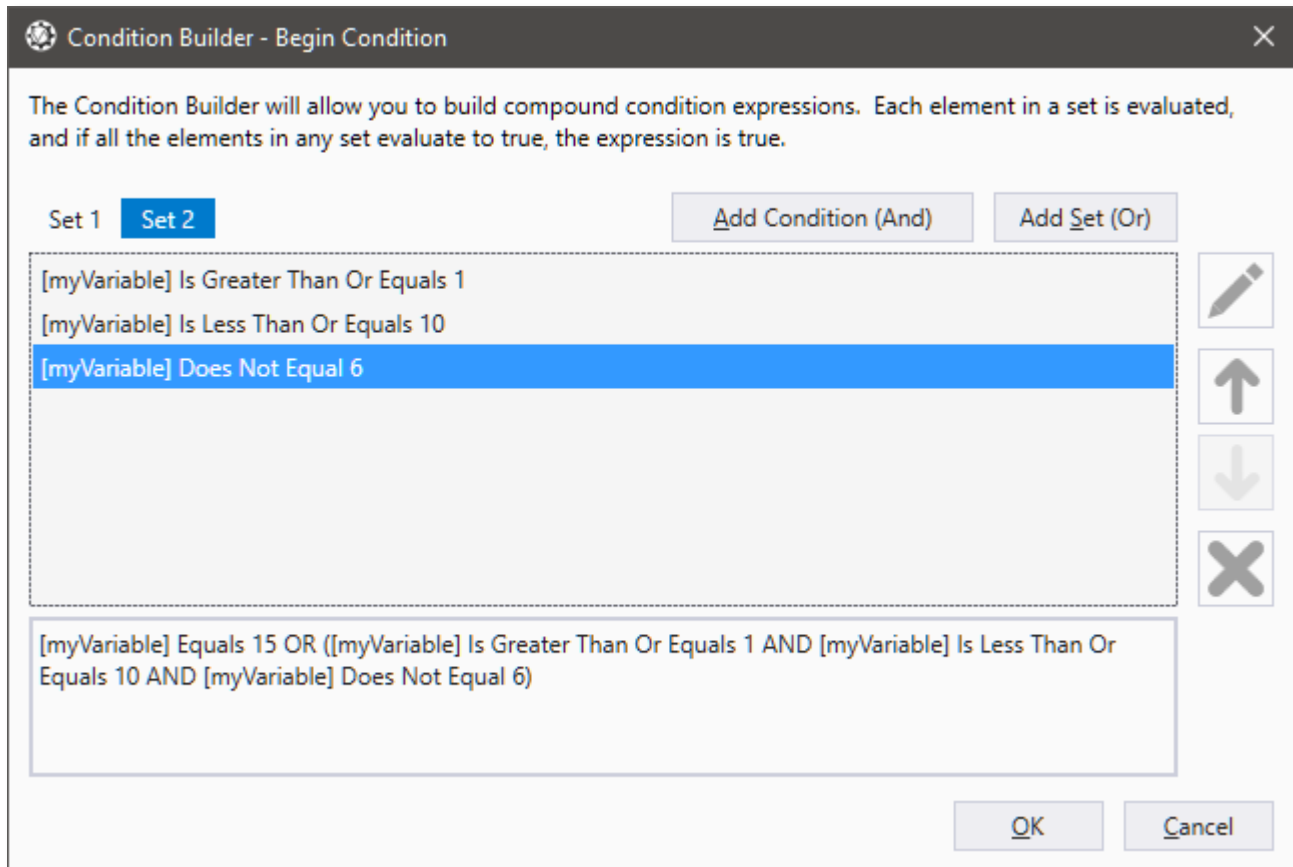 Condition Builder - Begin Condition
The Condition Builder will allow you to build compound condition expressions.  Each element in a set is evaluated,
and if all the elements in any set evaluate to true, the expression is true.
Set 1 Set 2 Add Condition (And) Add Set (Or)
[myVariable] Is Greater Than Or Equals 1
[myVariable] Is Less Than Or Equals 10
[myVariable] Does Not Equal 6
[myVariable] Equals 15 OR ([myVariable] Is Greater Than Or Equals 1 AND [myVariable] Is Less Than Or
Equals 10 AND [myVariable] Does Not Equal 6)
OK Cancel